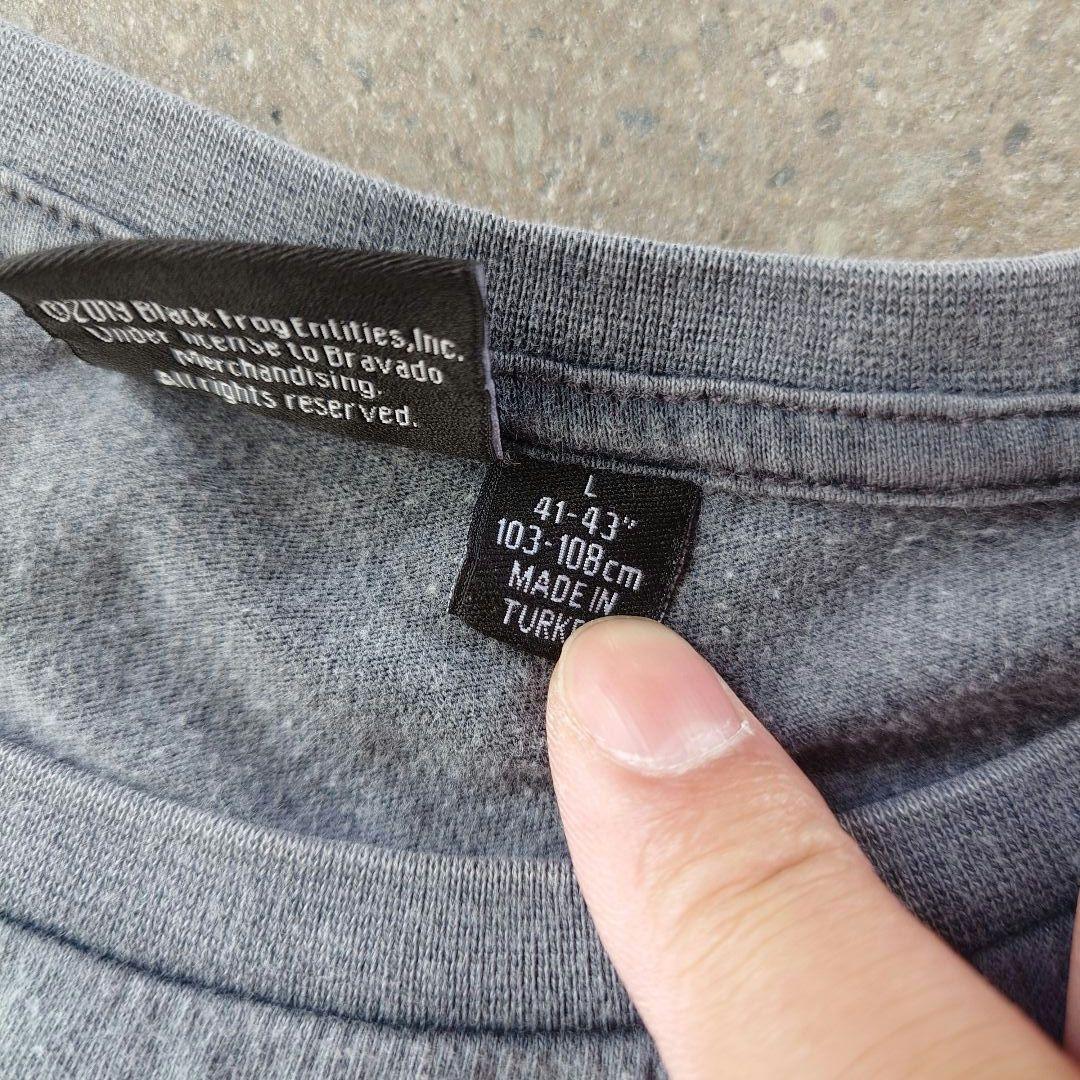 ©2019 Black Frog Entities, Inc.
Under license to Bravado
Merchandising.
All rights reserved.
L
41-43"
103-108cm
MADE IN